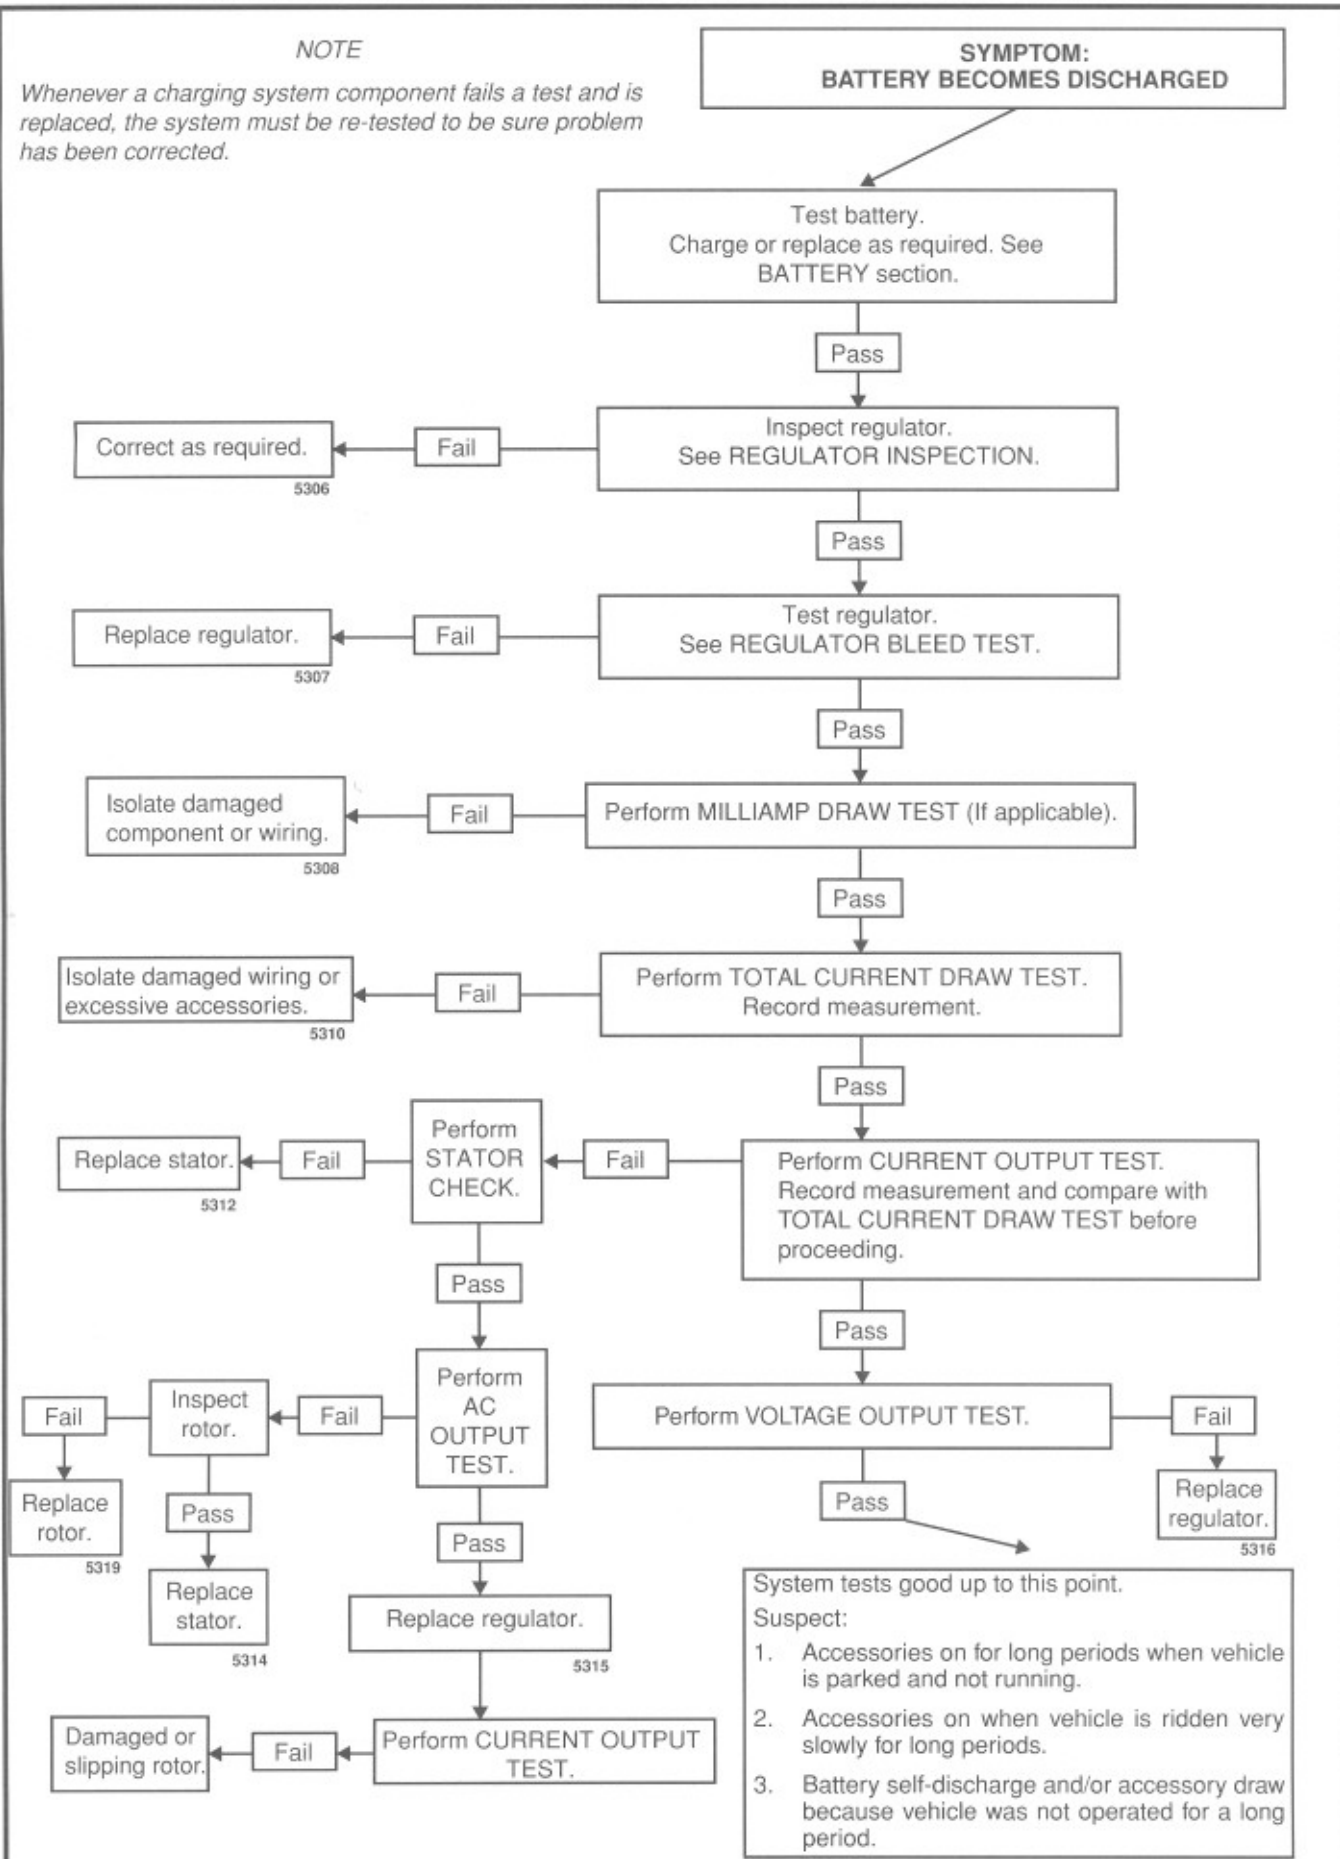 NOTE
Whenever a charging system component fails a test and is
replaced, the system must be re-tested to be sure problem
has been corrected.
SYMPTOM:
BATTERY BECOMES DISCHARGED
Test battery.
Charge or replace as required. See
BATTERY section.
Pass
Inspect regulator.
See REGULATOR INSPECTION.
Fail
Correct as required.
5306
Pass
Test regulator.
See REGULATOR BLEED TEST.
Fail
Replace regulator.
5307
Pass
Perform MILLIAMP DRAW TEST (If applicable).
Fail
Isolate damaged
component or wiring.
5308
Pass
Perform TOTAL CURRENT DRAW TEST.
Record measurement.
Fail
Isolate damaged wiring or
excessive accessories.
5310
Pass
Perform CURRENT OUTPUT TEST.
Record measurement and compare with
TOTAL CURRENT DRAW TEST before
proceeding.
Fail
Perform
STATOR
CHECK.
Fail
Replace stator.
5312
Pass
Perform
AC
OUTPUT
TEST.
Fail
Inspect
rotor.
Fail
Replace
rotor.
5319
Pass
Replace
stator.
5314
Pass
Replace regulator.
5315
Perform CURRENT OUTPUT
TEST.
Fail
Damaged or
slipping rotor.
Pass
Perform VOLTAGE OUTPUT TEST.
Fail
Replace
regulator.
5316
Pass
System tests good up to this point.
Suspect:
1. Accessories on for long periods when vehicle
is parked and not running.
2. Accessories on when vehicle is ridden very
slowly for long periods.
3. Battery self-discharge and/or accessory draw
because vehicle was not operated for a long
period.